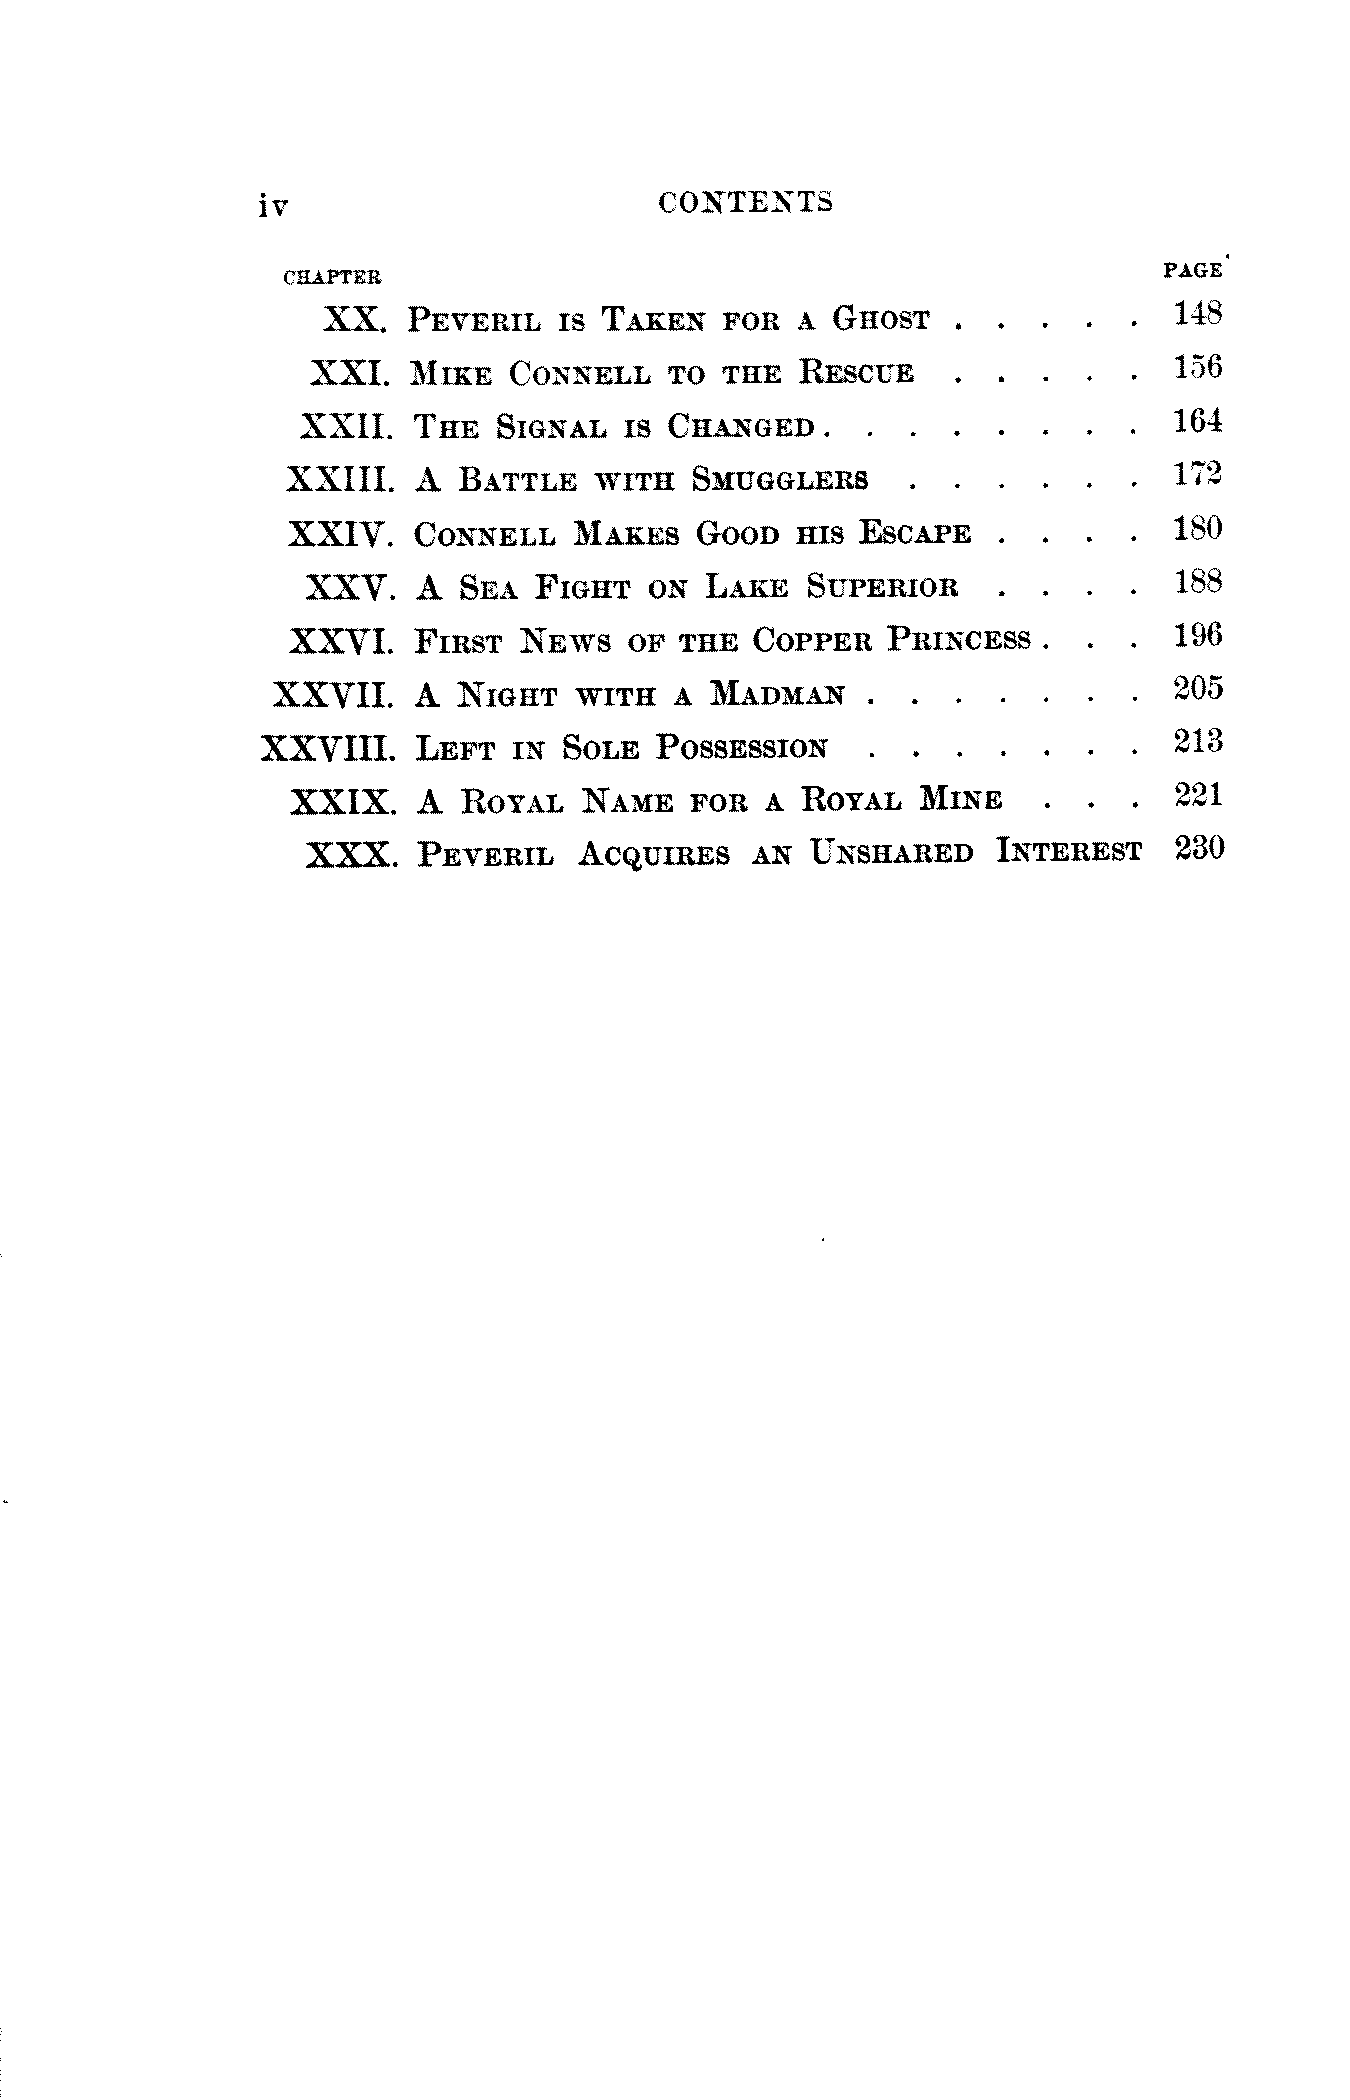 iv CONTENTS
CHAPTER PAGE
XX. Peveril is Taken for a Ghost . . . . . 148
XXI. Mike Connell to the Rescue . . . . . 156
XXII. The Signal is Changed . . . . . . . . 164
XXIII. A Battle with Smugglers . . . . . . 172
XXIV. Connell Makes Good his Escape . . . . 180
XXV. A Sea Fight on Lake Superior . . . . 188
XXVI. First News of the Copper Princess . . . 196
XXVII. A Night with a Madman . . . . . . . 205
XXVIII. Left in Sole Possession . . . . . . . 213
XXIX. A Royal Name for a Royal Mine . . . 221
XXX. Peveril Acquires an Unshared Interest 230